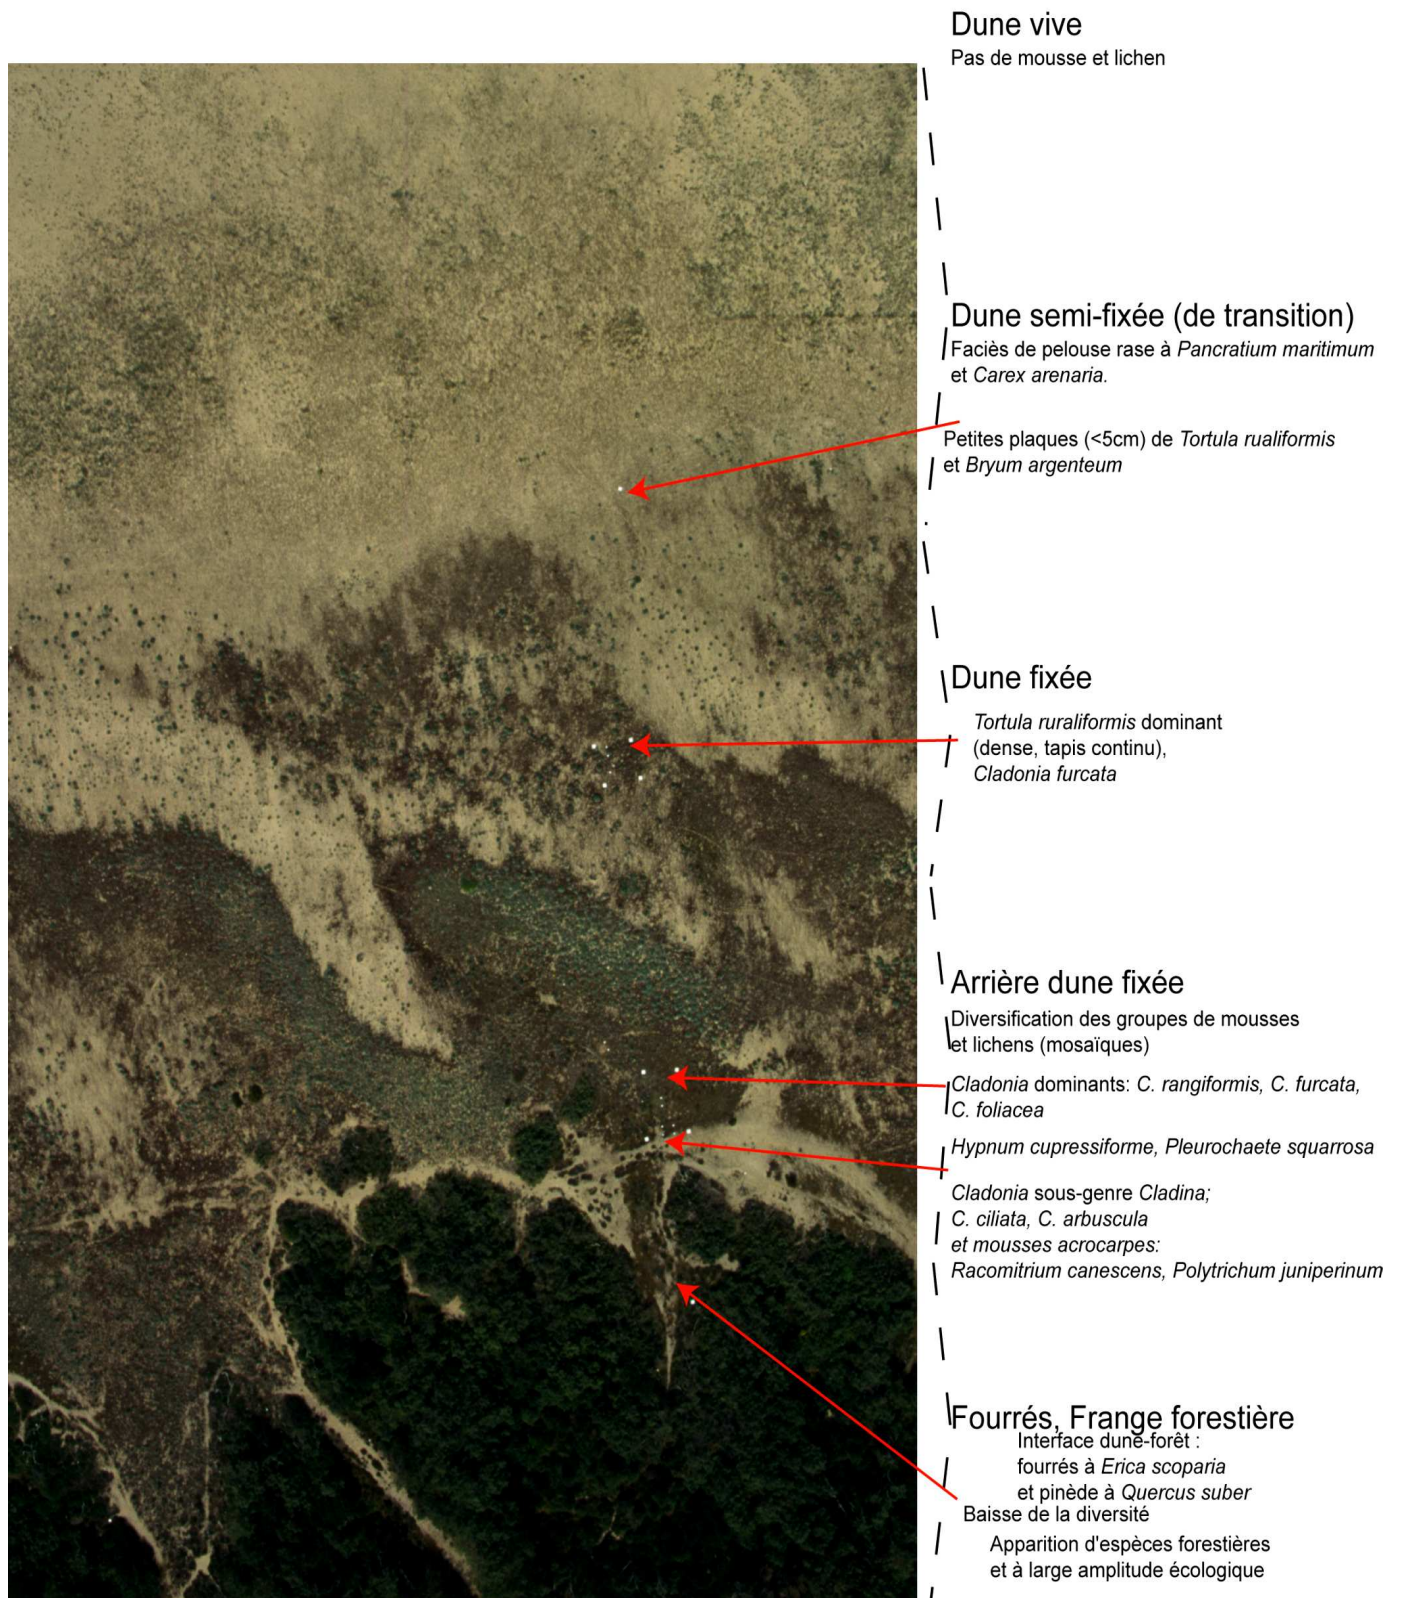 Dune vive
Pas de mousse et lichen
Dune semi-fixée (de transition)
Faciès de pelouse rase à Pancratium maritimum
et Carex arenaria.
Petites plaques (<5cm) de Tortula rualiformis
et Bryum argenteum
Dune fixée
Tortula ruraliformis dominant
(dense, tapis continu),
Cladonia furcata
Arrière dune fixée
Diversification des groupes de mousses
et lichens (mosaïques)
Cladonia dominants: C. rangiformis, C. furcata,
C. foliacea
Hypnum cupressiforme, Pleurochaete squarrosa
Cladonia sous-genre Cladina;
C. ciliata, C. arbuscula
et mousses acrocarpes:
Racomitrium canescens, Polytrichum juniperinum
Fourrés, Frange forestière
Interface dune-forêt :
fourrés à Erica scoparia
et pinède à Quercus suber
Baisse de la diversité
Apparition d'espèces forestières
et à large amplitude écologique